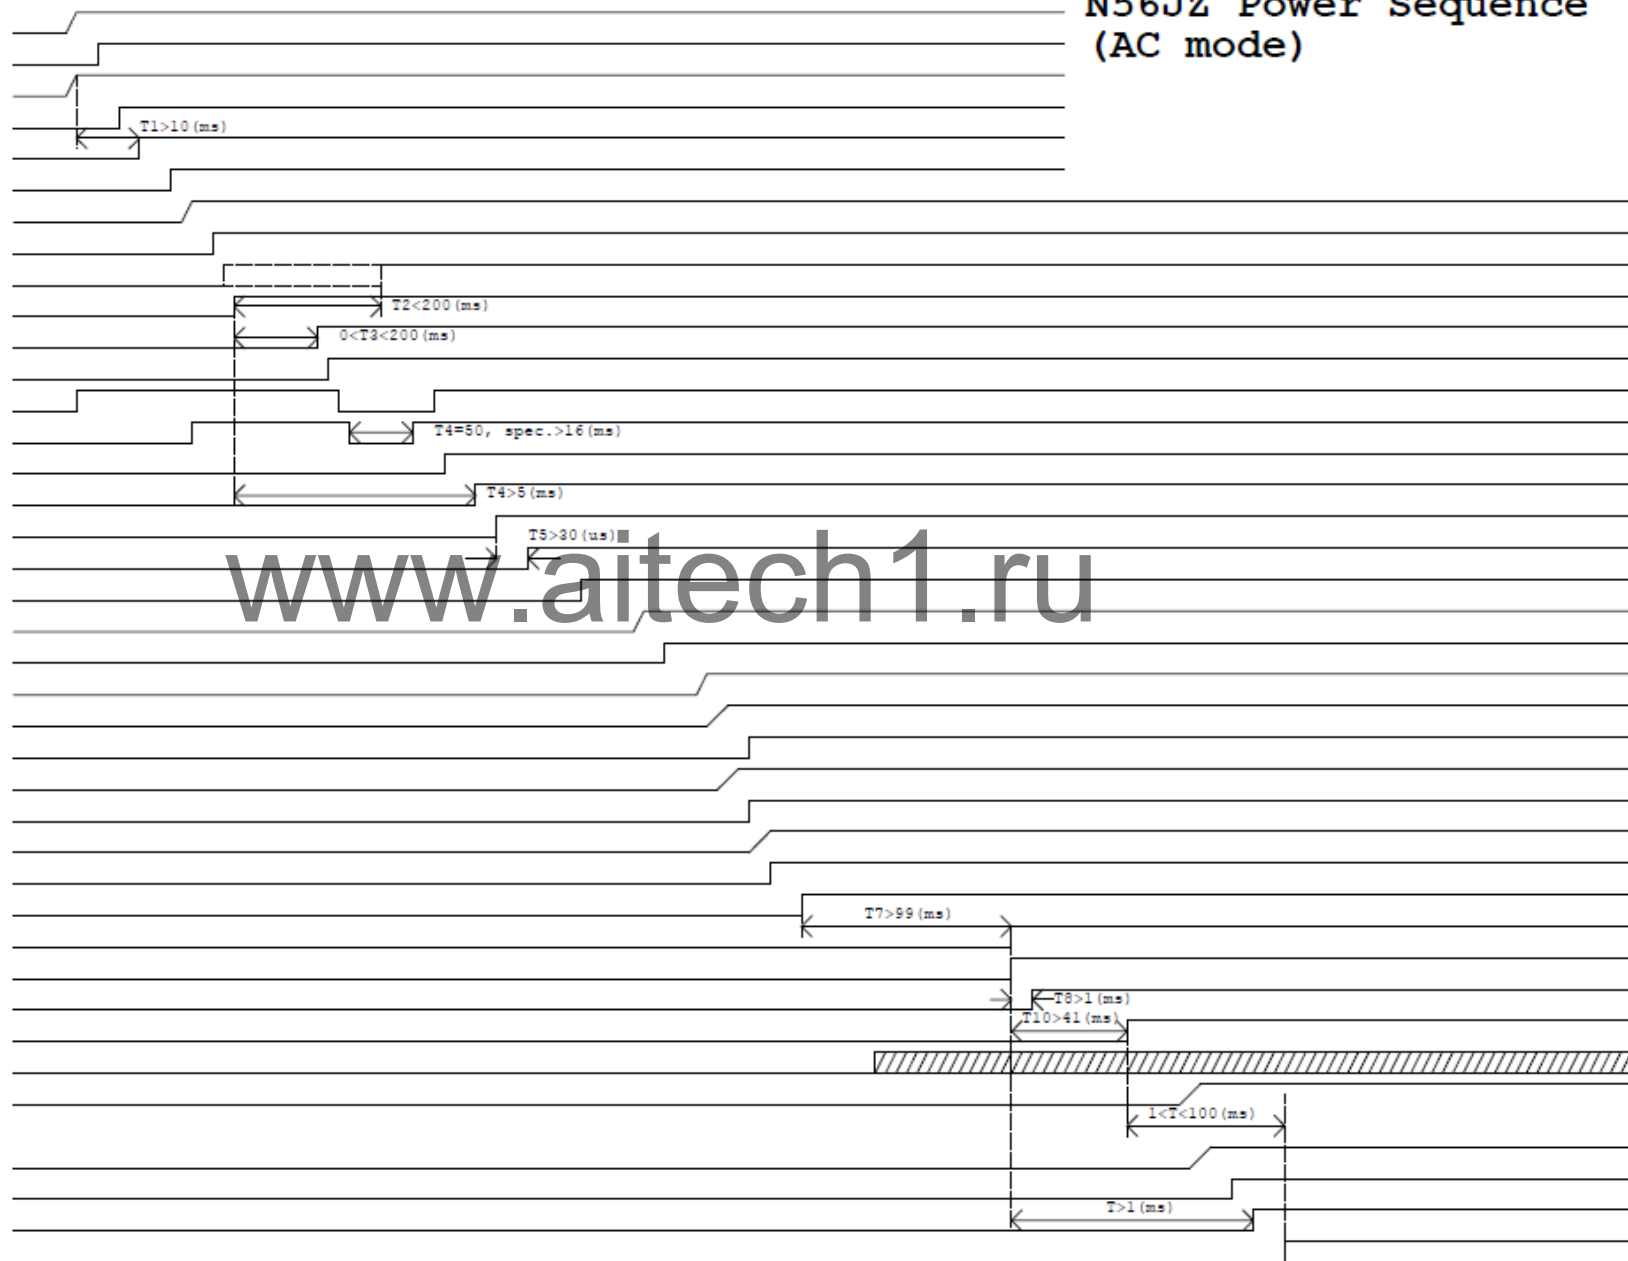 N56JZ Power Sequence
(AC mode)
T1>10(ms)
T2<200(ms)
0<T3<200(ms)
T4=50, spec.>16(ms)
T4>5(ms)
T5>30(us)
www.aitech1.ru
T7>99(ms)
T8>1(ms)
T10>41(ms)
1<T<100(ms)
T>1(ms)